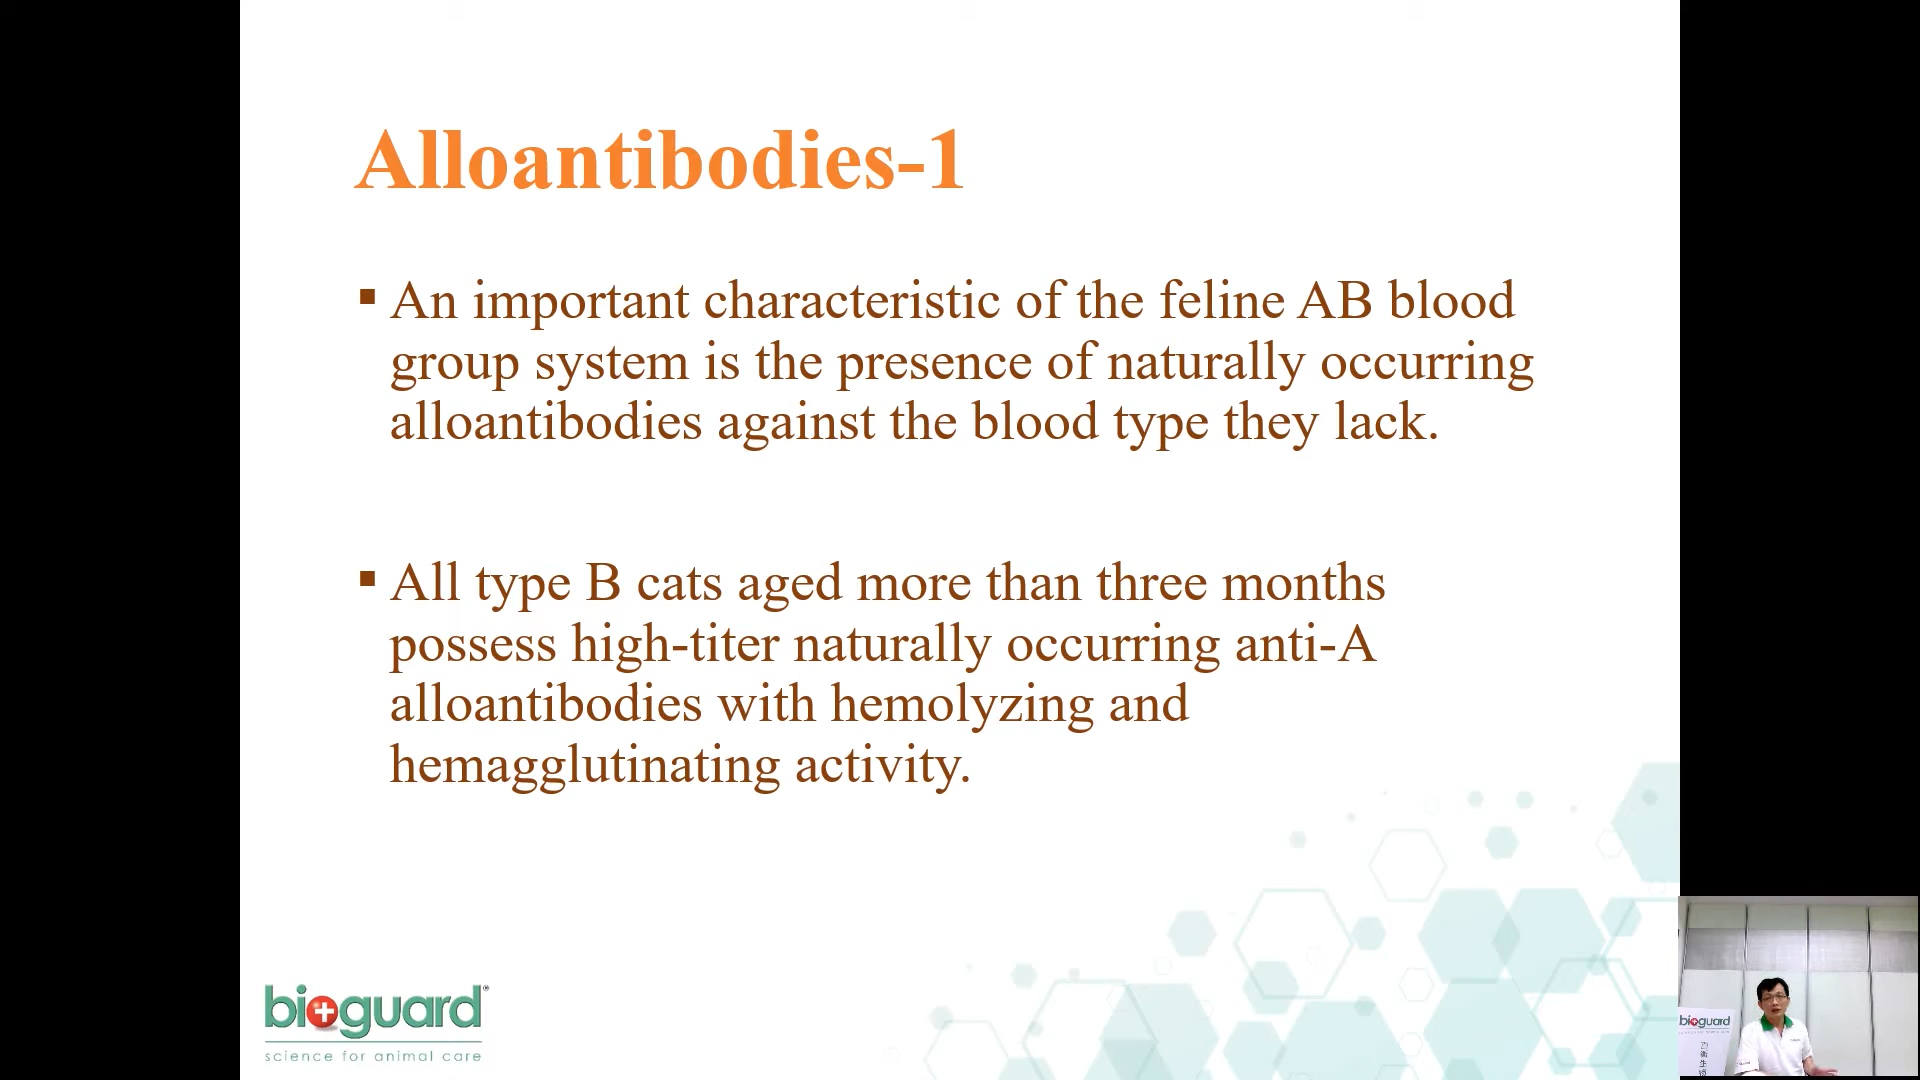 Alloantibodies-1
▪ An important characteristic of the feline AB blood
group system is the presence of naturally occurring
alloantibodies against the blood type they lack.
▪ All type B cats aged more than three months
possess high-titer naturally occurring anti-A
alloantibodies with hemolyzing and
hemagglutinating activity.
bioguard
science for animal care
bioguard